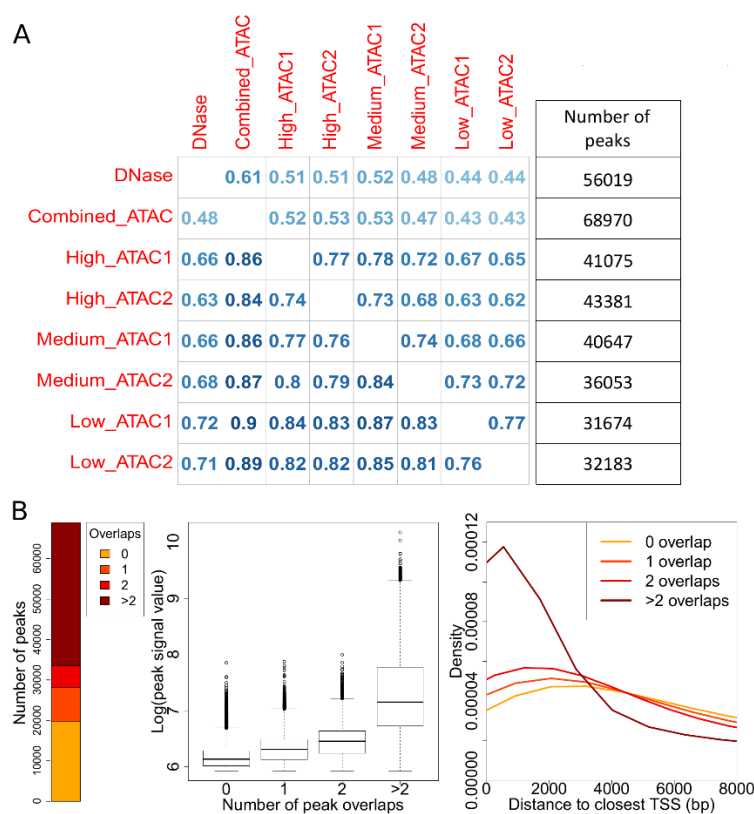 A
DNase
Combined_ATAC
High_ATAC1
High_ATAC2
Medium_ATAC1
Medium_ATAC2
Low_ATAC1
Low_ATAC2
Number of
peaks
DNase 0.61 0.51 0.51 0.52 0.48 0.44 0.44 56019
Combined_ATAC 0.48 0.52 0.53 0.53 0.47 0.43 0.43 68970
High_ATAC1 0.66 0.86 0.77 0.78 0.72 0.67 0.65 41075
High_ATAC2 0.63 0.84 0.74 0.73 0.68 0.63 0.62 43381
Medium_ATAC1 0.66 0.86 0.77 0.76 0.74 0.68 0.66 40647
Medium_ATAC2 0.68 0.87 0.8 0.79 0.84 0.73 0.72 36053
Low_ATAC1 0.72 0.9 0.84 0.83 0.87 0.83 0.77 31674
Low_ATAC2 0.71 0.89 0.82 0.82 0.85 0.81 0.76 32183
B
Number of peaks
0 10000 20000 30000 40000 50000 60000
Overlaps
0
1
2
>2
Log(peak signal value)
10
9
8
7
6
0 1 2 >2
Number of peak overlaps
Density
0.00000 0.00004 0.00008 0.00012
0 overlap
1 overlap
2 overlaps
>2 overlaps
0 2000 4000 6000 8000
Distance to closest TSS (bp)